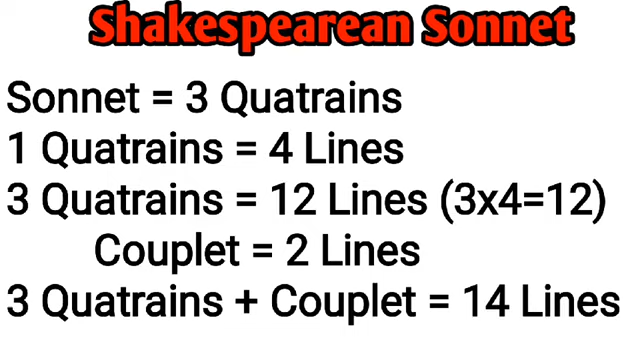 Shakespearean Sonnet
Sonnet = 3 Quatrains
1 Quatrains = 4 Lines
3 Quatrains = 12 Lines (3x4=12)
Couplet = 2 Lines
3 Quatrains + Couplet = 14 Lines